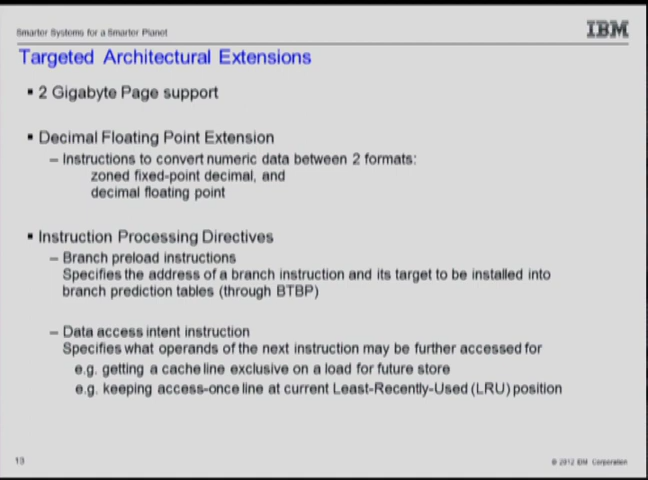 Smarter Systems for a Smarter Planet
IBM
Targeted Architectural Extensions
▪ 2 Gigabyte Page support
▪ Decimal Floating Point Extension
– Instructions to convert numeric data between 2 formats:
zoned fixed-point decimal, and
decimal floating point
▪ Instruction Processing Directives
– Branch preload instructions
Specifies the address of a branch instruction and its target to be installed into
branch prediction tables (through BTBP)
– Data access intent instruction
Specifies what operands of the next instruction may be further accessed for
e.g. getting a cache line exclusive on a load for future store
e.g. keeping access-once line at current Least-Recently-Used (LRU) position
13
© 2012 IBM Corporation